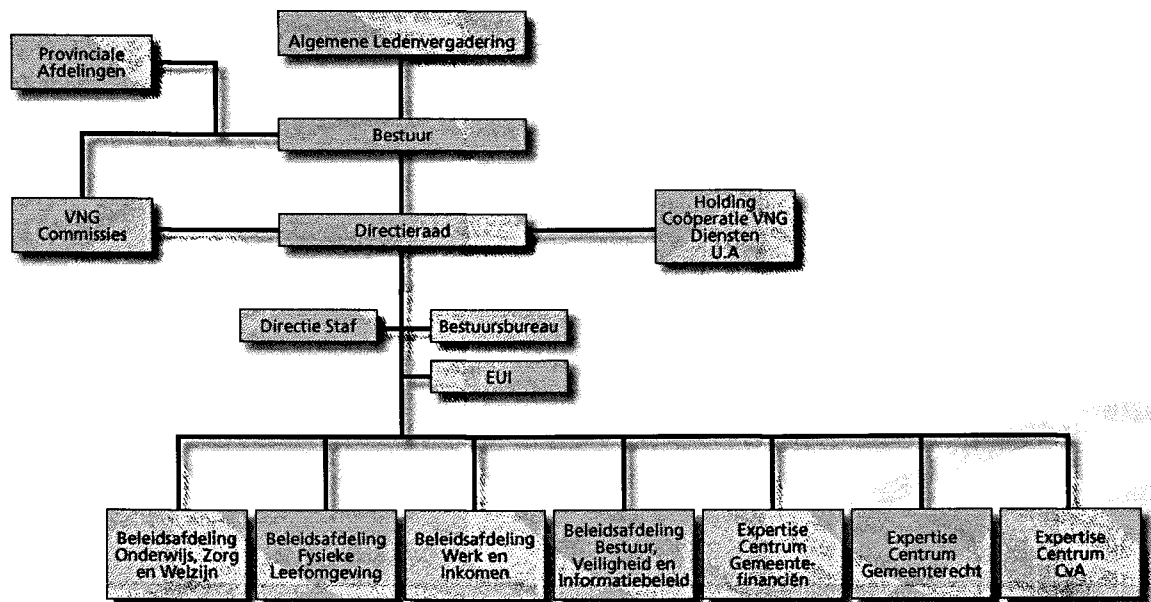 Algemene Ledenvergadering
Provinciale
Afdelingen
Bestuur
VNG
Commissies
Directieraad
Holding
Coöperatie VNG
Diensten
U.A
Directie Staf
Bestuursbureau
EUI
Beleidsafdeling
Onderwijs, Zorg
en Welzijn
Beleidsafdeling
Fysieke
Leefomgeving
Beleidsafdeling
Werk en
Inkomen
Beleidsafdeling
Bestuur,
Veiligheid en
Informatiebeleid
Expertise
Centrum
Gemeente-
financiën
Expertise
Centrum
Gemeenterecht
Expertise
Centrum
CvA